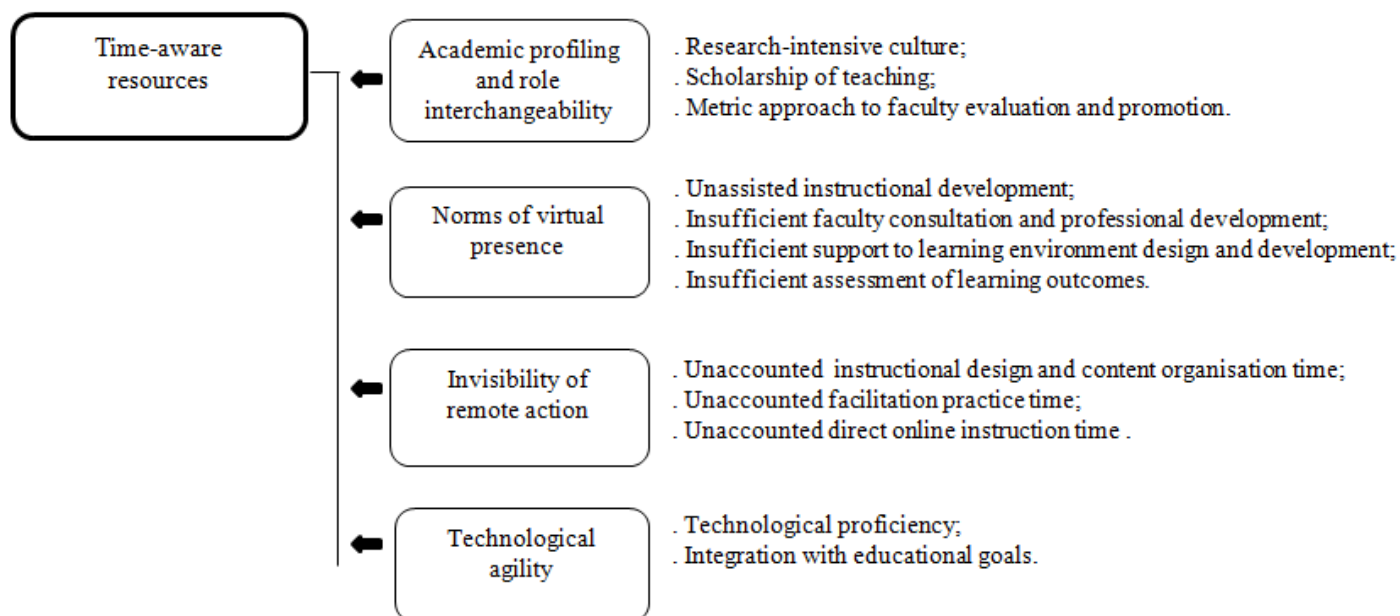 Time-aware
resources
Academic profiling
and role
interchangeability
. Research-intensive culture;
. Scholarship of teaching;
. Metric approach to faculty evaluation and promotion.
Norms of virtual
presence
. Unassisted instructional development;
. Insufficient faculty consultation and professional development;
. Insufficient support to learning environment design and development;
. Insufficient assessment of learning outcomes.
Invisibility of
remote action
. Unaccounted instructional design and content organisation time;
. Unaccounted facilitation practice time;
. Unaccounted direct online instruction time .
Technological
agility
. Technological proficiency;
. Integration with educational goals.